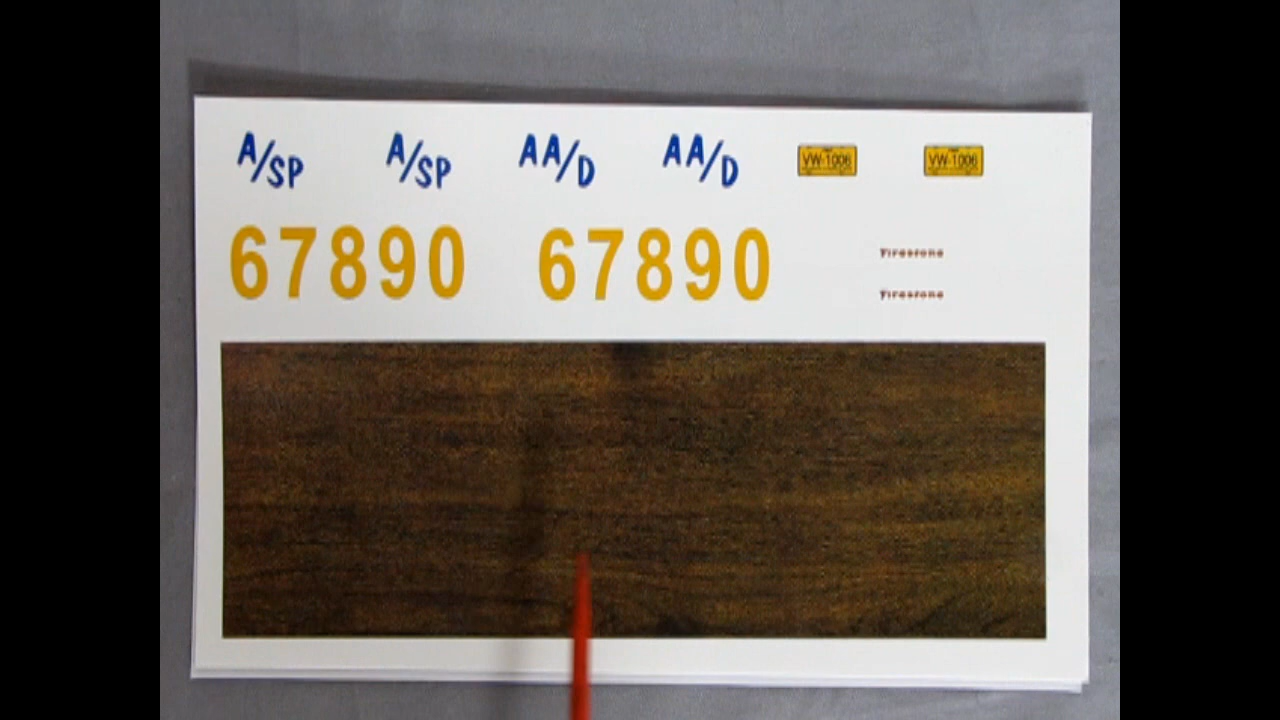 A/SP A/SP AA/D AA/D VW-1006 VW-1006
67890 67890
Firestone
Firestone